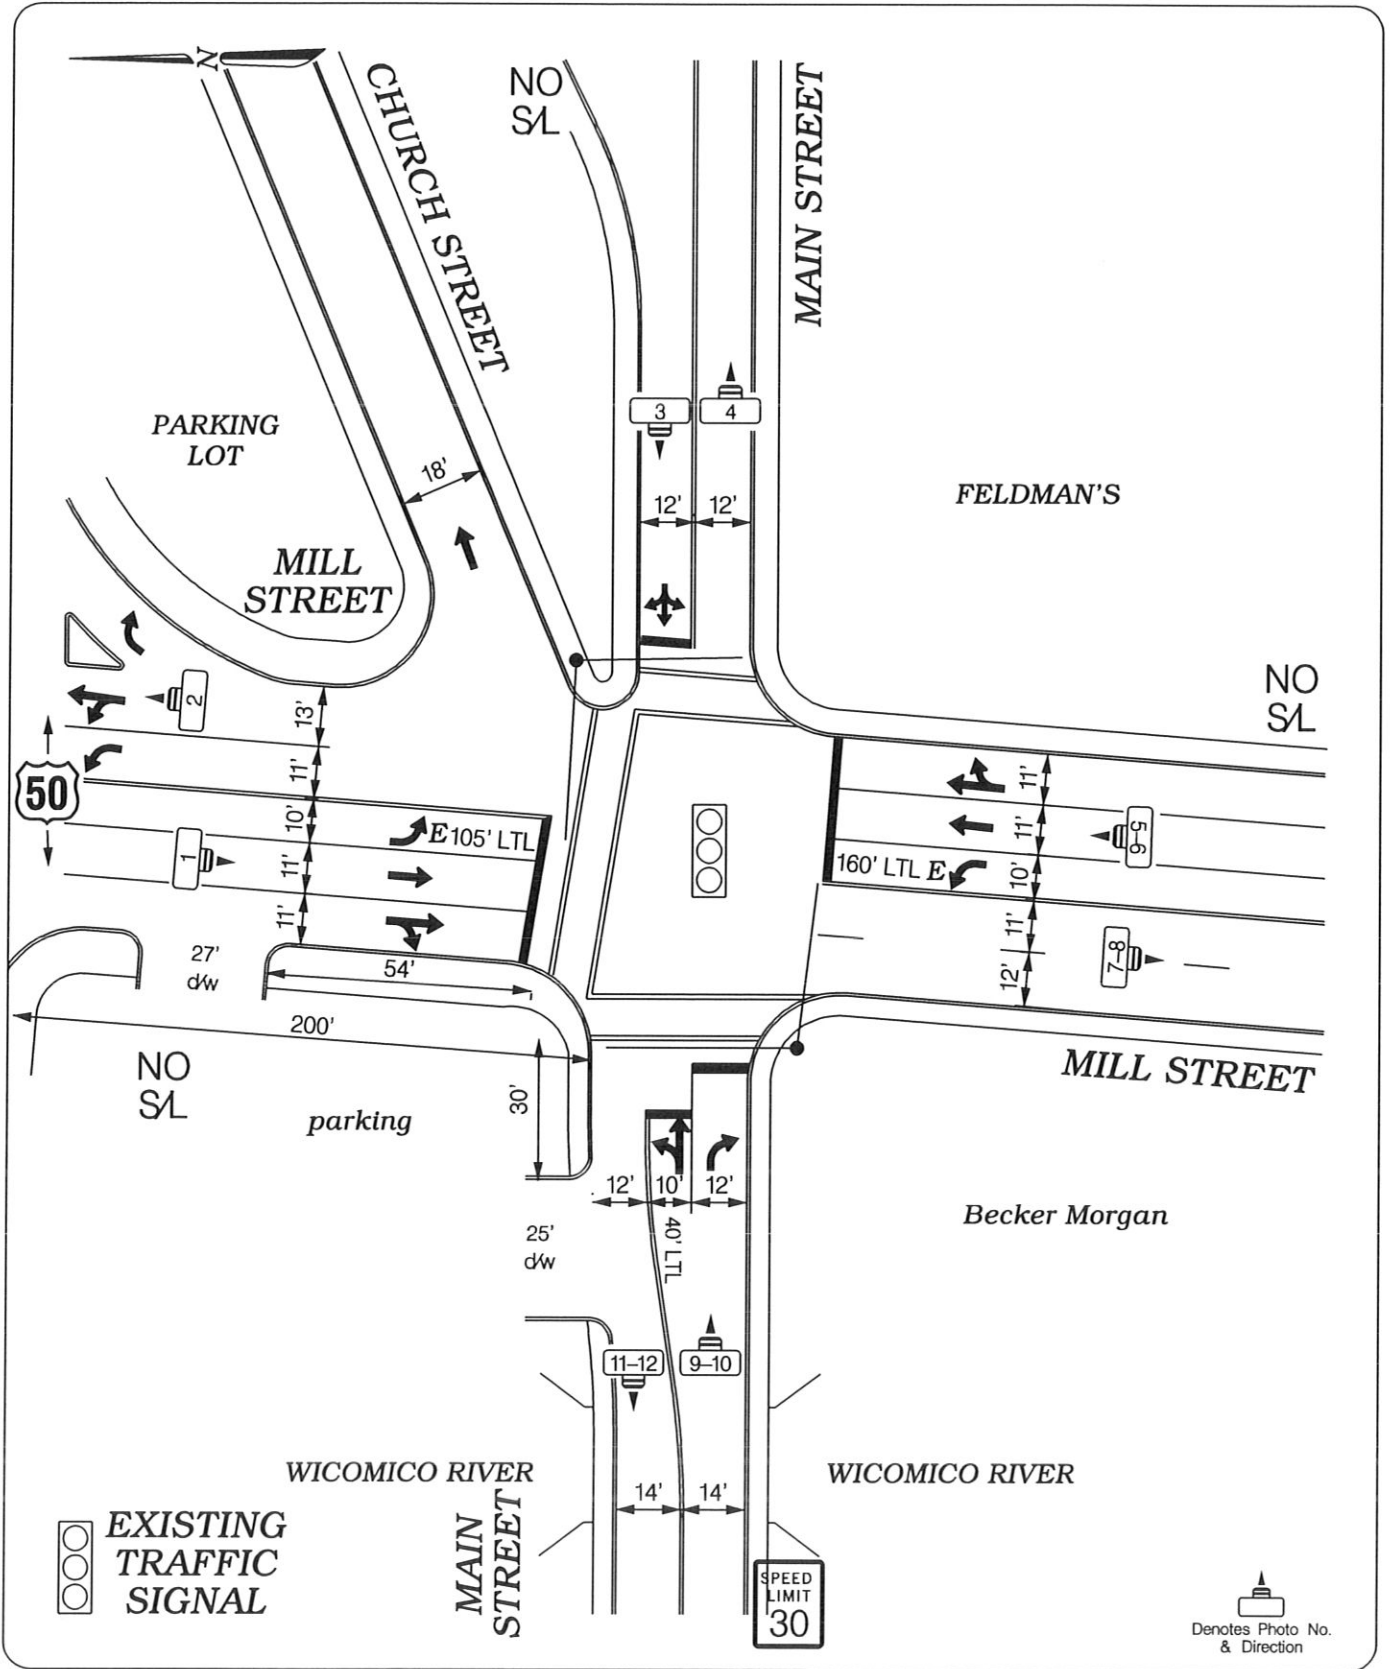 N
CHURCH STREET
NO
S/L
MAIN STREET
PARKING
LOT
3
4
18'
12'
12'
FELDMAN'S
MILL
STREET
2
13'
11'
50
10'
11'
11'
1
E 105' LTL
NO
S/L
11'
11'
10'
5–6
160' LTL E
11'
12'
7–8
27'
d/w
54'
200'
NO
S/L
30'
parking
MILL STREET
12'
10'
12'
40' LTL
25'
d/w
Becker Morgan
11–12
9–10
WICOMICO RIVER
WICOMICO RIVER
14'
14'
MAIN
STREET
EXISTING
TRAFFIC
SIGNAL
SPEED
LIMIT
30
Denotes Photo No.
& Direction